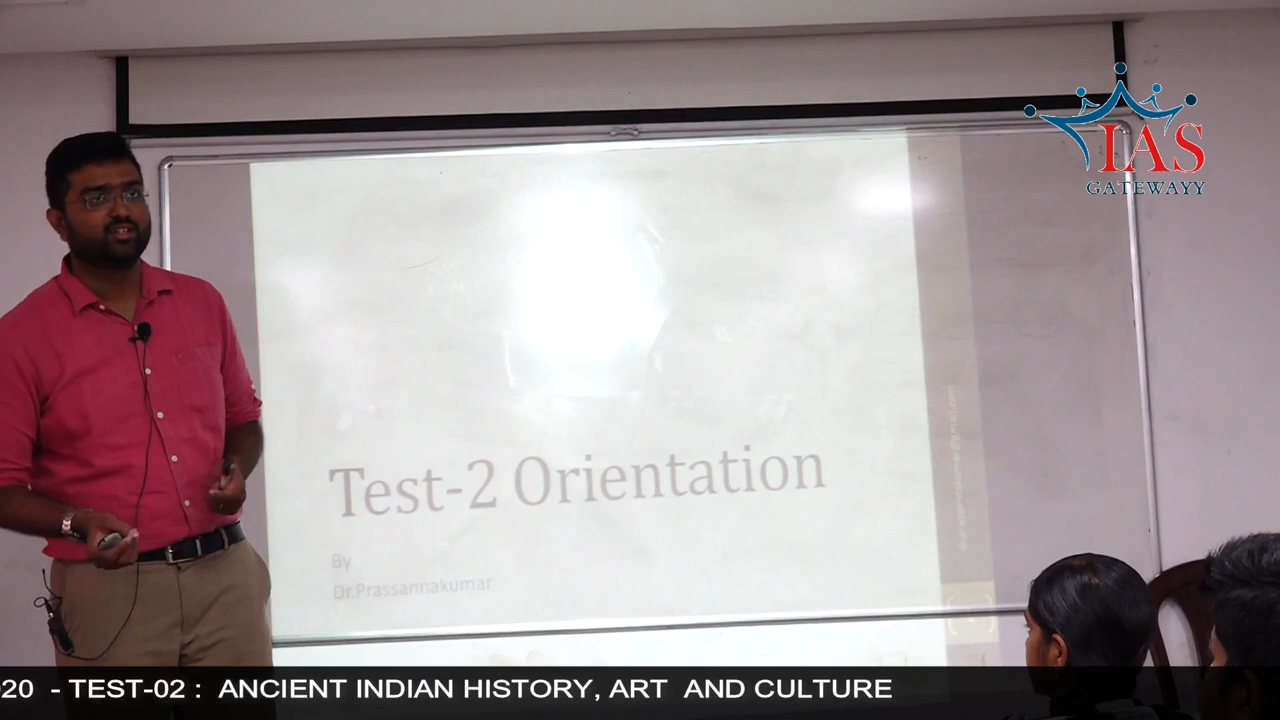 IAS
GATEWAYY
Test-2 Orientation
By
Dr.Prassannakumar
20 - TEST-02 : ANCIENT INDIAN HISTORY, ART AND CULTURE